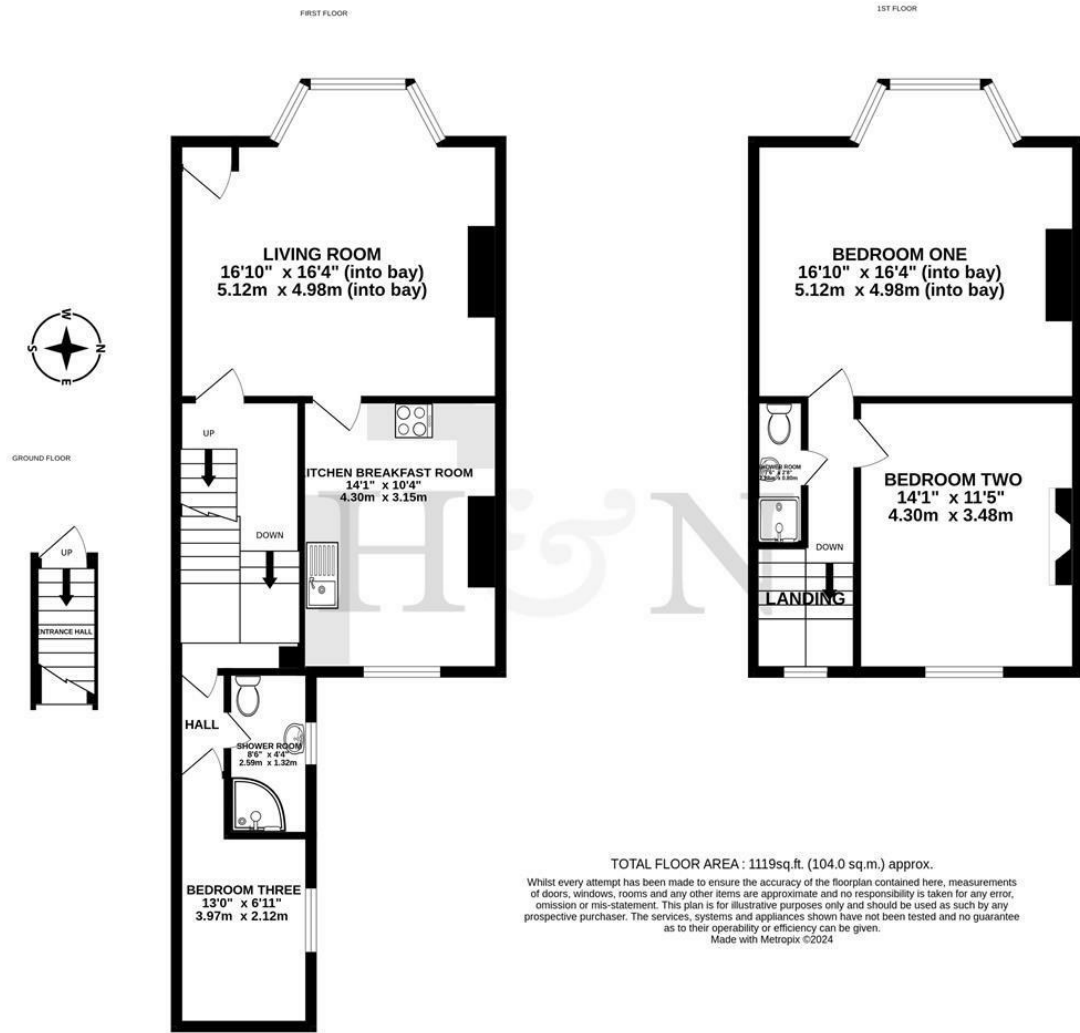 FIRST FLOOR
LIVING ROOM
16'10" x 16'4" (into bay)
5.12m x 4.98m (into bay)
W
N
S
E
UP
DOWN
KITCHEN BREAKFAST ROOM
14'1" x 10'4"
4.30m x 3.15m
HALL
SHOWER ROOM
8'6" x 4'4"
2.59m x 1.32m
BEDROOM THREE
13'0" x 6'11"
3.97m x 2.12m
GROUND FLOOR
UP
ENTRANCE HALL
1ST FLOOR
BEDROOM ONE
16'10" x 16'4" (into bay)
5.12m x 4.98m (into bay)
SHOWER ROOM
BEDROOM TWO
14'1" x 11'5"
4.30m x 3.48m
DOWN
LANDING
H&N
TOTAL FLOOR AREA : 1119sq.ft. (104.0 sq.m.) approx.
Whilst every attempt has been made to ensure the accuracy of the floorplan contained here, measurements
of doors, windows, rooms and any other items are approximate and no responsibility is taken for any error,
omission or mis-statement. This plan is for illustrative purposes only and should be used as such by any
prospective purchaser. The services, systems and appliances shown have not been tested and no guarantee
as to their operability or efficiency can be given.
Made with Metropix ©2024